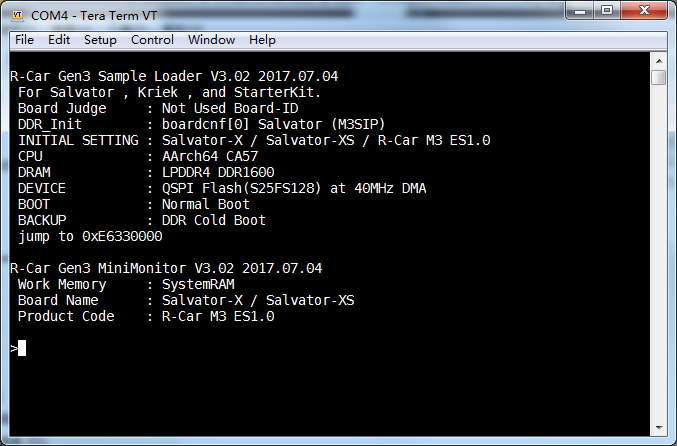 COM4 - Tera Term VT
File Edit Setup Control Window Help
R-Car Gen3 Sample Loader V3.02 2017.07.04
For Salvator , Kriek , and StarterKit.
Board Judge : Not Used Board-ID
DDR_Init : boardcnf[0] Salvator (M3SIP)
INITIAL SETTING : Salvator-X / Salvator-XS / R-Car M3 ES1.0
CPU : AArch64 CA57
DRAM : LPDDR4 DDR1600
DEVICE : QSPI Flash(S25FS128) at 40MHz DMA
BOOT : Normal Boot
BACKUP : DDR Cold Boot
jump to 0xE6330000
R-Car Gen3 MiniMonitor V3.02 2017.07.04
Work Memory : SystemRAM
Board Name : Salvator-X / Salvator-XS
Product Code : R-Car M3 ES1.0
>